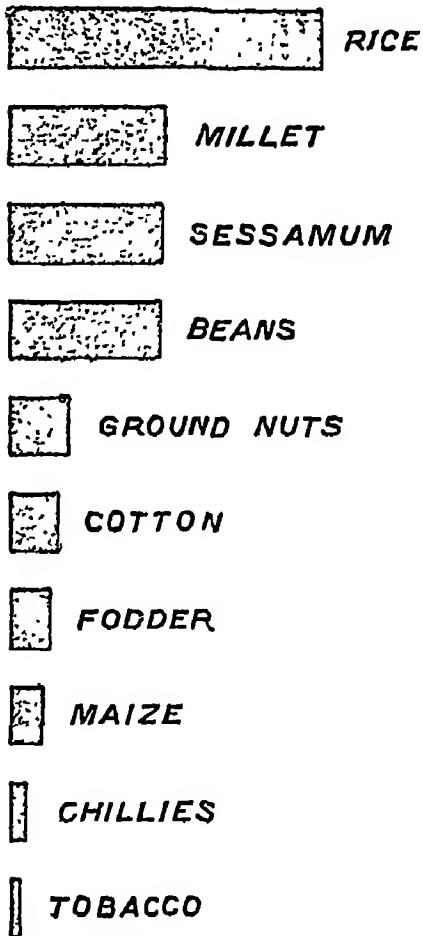 RICE
MILLET
SESSAMUM
BEANS
GROUND NUTS
COTTON
FODDER
MAIZE
CHILLIES
TOBACCO